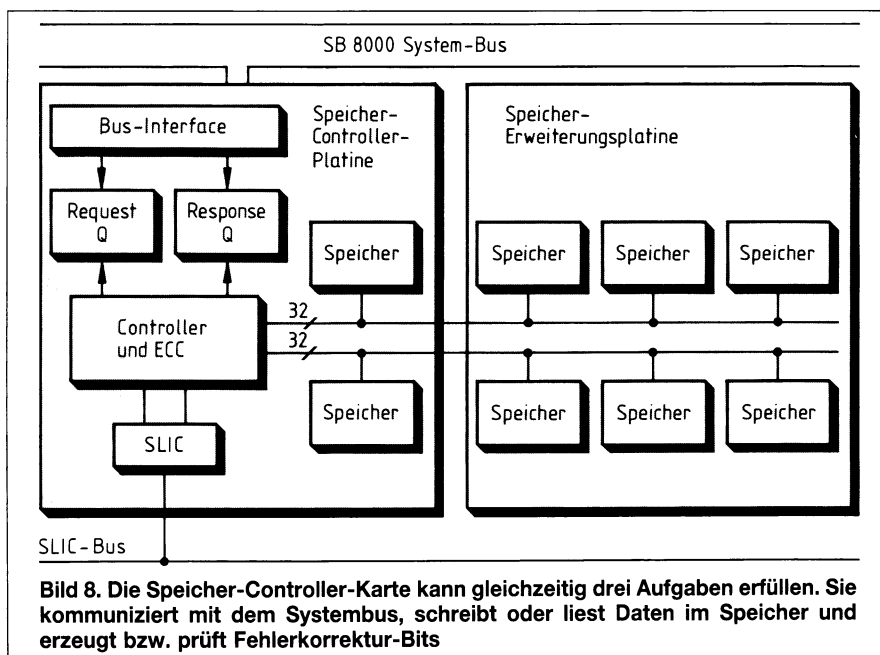 SB 8000 System-Bus
Bus-Interface
Speicher-
Controller-
Platine
Speicher-
Erweiterungsplatine
Request
Q
Response
Q
Speicher
Speicher
Speicher
Speicher
Controller
und ECC
32
32
Speicher
Speicher
Speicher
Speicher
SLIC
SLIC-Bus
Bild 8. Die Speicher-Controller-Karte kann gleichzeitig drei Aufgaben erfüllen. Sie
kommuniziert mit dem Systembus, schreibt oder liest Daten im Speicher und
erzeugt bzw. prüft Fehlerkorrektur-Bits